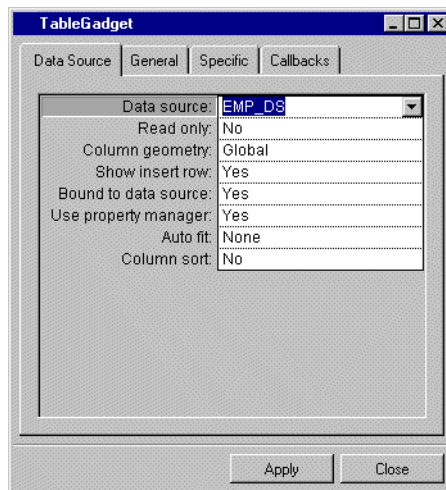 TableGadget
Data Source General Specific Callbacks
Data source: EMP_DS
Read only: No
Column geometry: Global
Show insert row: Yes
Bound to data source: Yes
Use property manager: Yes
Auto fit: None
Column sort: No
Apply Close